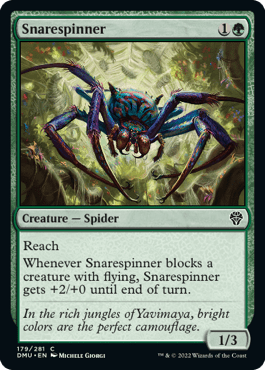 Snarespinner 1
Creature — Spider
Reach
Whenever Snarespinner blocks a
creature with flying, Snarespinner
gets +2/+0 until end of turn.
In the rich jungles of Yavimaya, bright
colors are the perfect camouflage.
1/3
179/281 C
DMU • EN Michele Giorgi
™ & © 2022 Wizards of the Coast